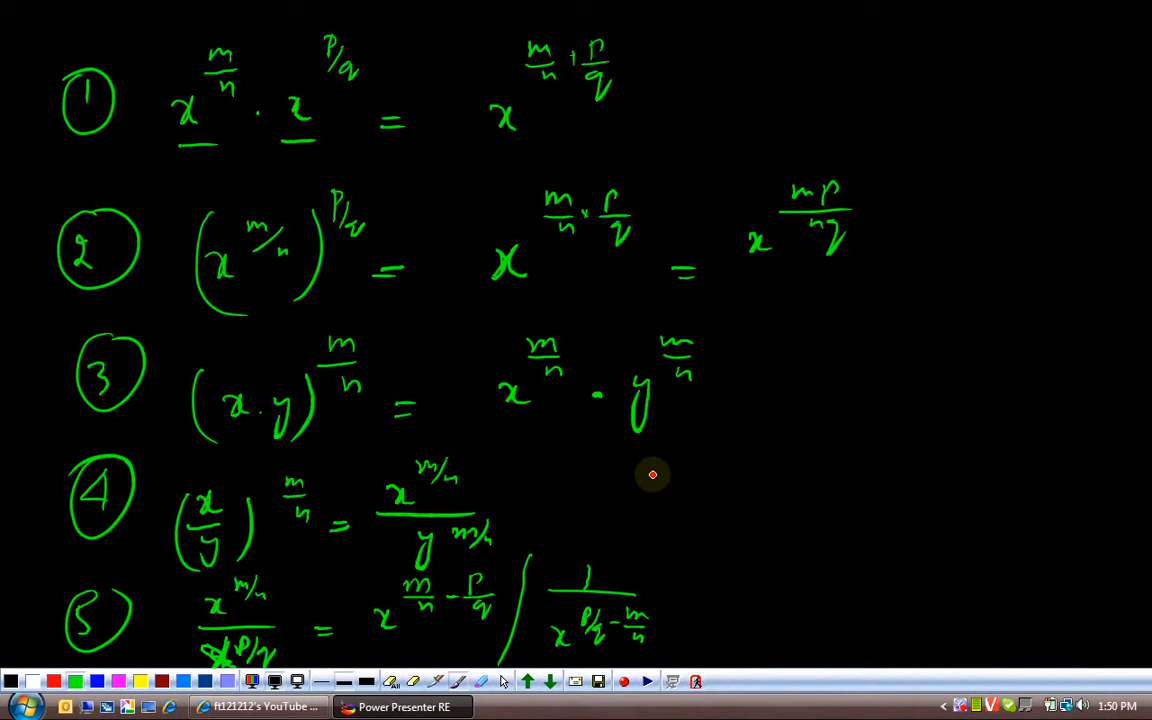 ① x^{m/n} · x^{p/q} = x^{m/n + p/q}
② (x^{m/n})^{p/q} = x^{m/n × p/q} = x^{mp/nq}
③ (x · y)^{m/n} = x^{m/n} · y^{m/n}
④ (x/y)^{m/n} = x^{m/n} / y^{m/n}
⑤ x^{m/n} / x^{p/q} = x^{m/n - p/q} / 1/x^{p/q - m/n}
ft121212's YouTube ... Power Presenter RE 1:50 PM